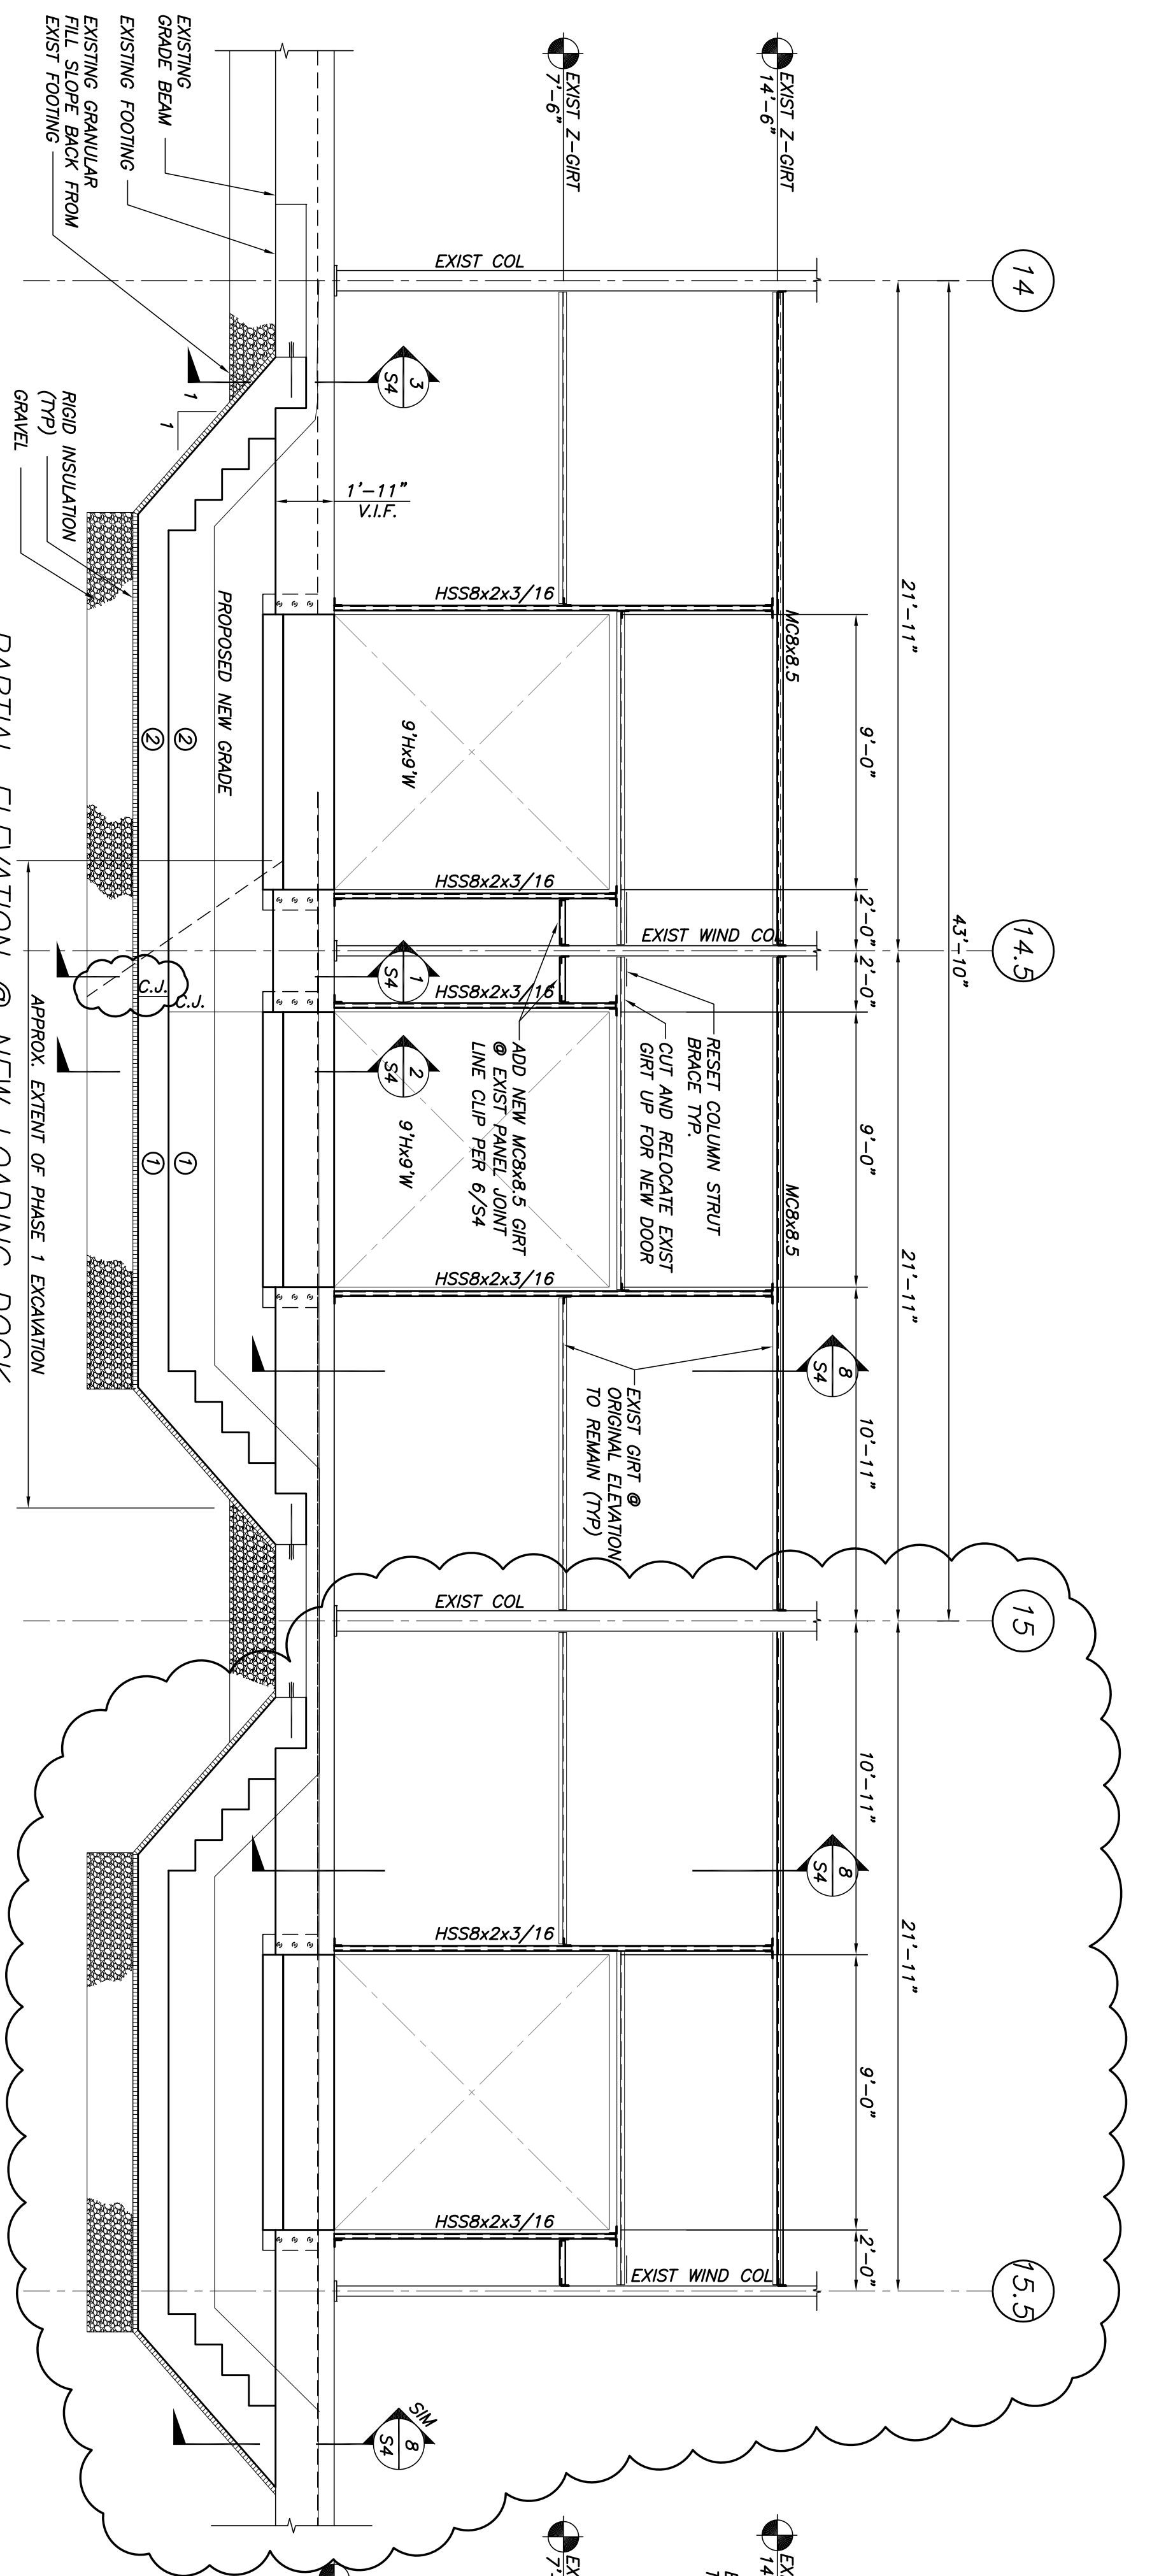 14
14.5
15
15.5
43'-10"
21'-11"
21'-11"
21'-11"
9'-0"
2'-0"
2'-0"
9'-0"
10'-11"
10'-11"
9'-0"
2'-0"
EXIST Z-GIRT
14'-6"
MC8x8.5
MC8x8.5
8
S4
8
S4
EXIST Z-GIRT
7'-6"
EXIST COL
HSS8x2x3/16
9'Hx9'W
HSS8x2x3/16
EXIST WIND COL
HSS8x2x3/16
9'Hx9'W
HSS8x2x3/16
EXIST COL
HSS8x2x3/16
HSS8x2x3/16
EXIST WIND COL
RESET COLUMN STRUT
BRACE TYP.
CUT AND RELOCATE EXIST
GIRT UP FOR NEW DOOR
ADD NEW MC8x8.5 GIRT
@ EXIST PANEL JOINT
LINE CLIP PER 6/S4
EXIST GIRT @
ORIGINAL ELEVATION
TO REMAIN (TYP)
3
S4
1
S4
2
S4
SIM
8
S4
1'-11"
V.I.F.
EXISTING
GRADE BEAM
EXISTING FOOTING
EXISTING GRANULAR
FILL SLOPE BACK FROM
EXIST FOOTING
1
1
PROPOSED NEW GRADE
2
2
C.J.
C.J.
1
1
RIGID INSULATION
(TYP)
GRAVEL
APPROX. EXTENT OF PHASE 1 EXCAVATION
PARTIAL ELEVATION @ NEW LOADING DOCK